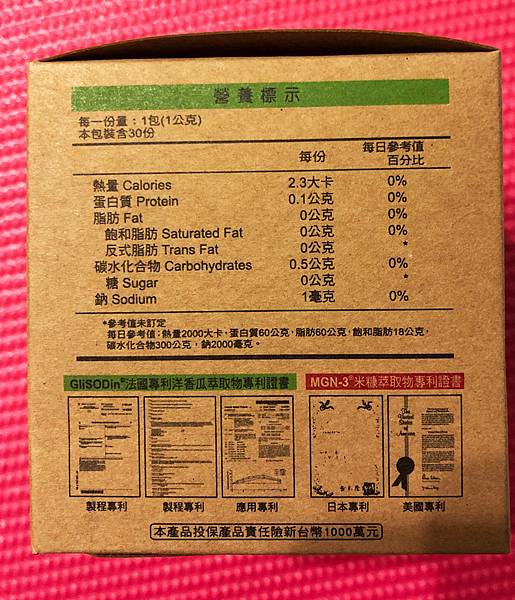 營養標示
每一份量：1包(1公克)
本包裝含30份
每份 每日參考值百分比
熱量 Calories 2.3大卡 0%
蛋白質 Protein 0.1公克 0%
脂肪 Fat 0公克 0%
飽和脂肪 Saturated Fat 0公克 0%
反式脂肪 Trans Fat 0公克 *
碳水化合物 Carbohydrates 0.5公克 0%
糖 Sugar 0公克 *
鈉 Sodium 1毫克 0%
*參考值未訂定
每日參考值：熱量2000大卡，蛋白質60公克，脂肪60公克，飽和脂肪18公克，
碳水化合物300公克，鈉2000毫克。
GliSODin®法國專利洋香瓜萃取物專利證書 MGN-3®米糠萃取物專利證書
The United States of America
製程專利 製程專利 應用專利 日本專利 美國專利
本產品投保產品責任險新台幣1000萬元